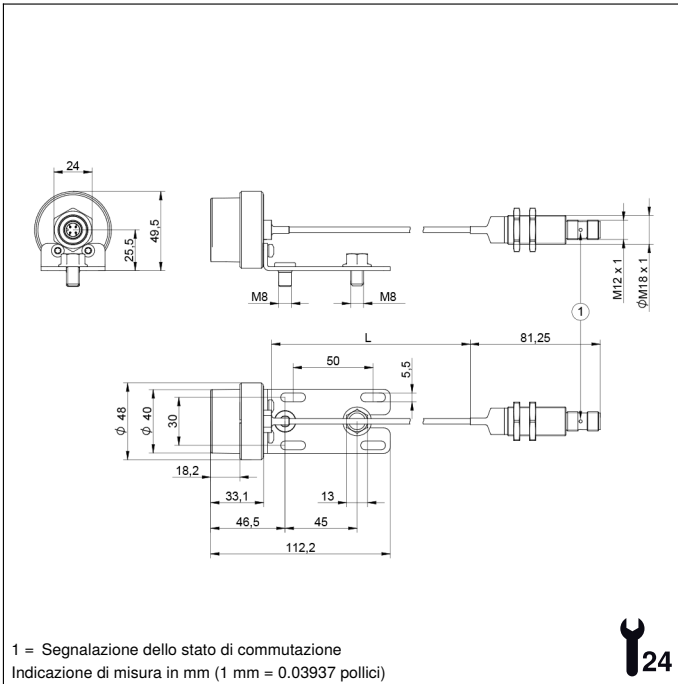 24
49,5
25,5
M8
M8
M12 x 1
ϕM18 x 1
1
L
81,25
50
5,5
ϕ 48
ϕ 40
30
18,2
33,1
13
46,5
45
112,2
1 = Segnalazione dello stato di commutazione
Indicazione di misura in mm (1 mm = 0.03937 pollici)
24